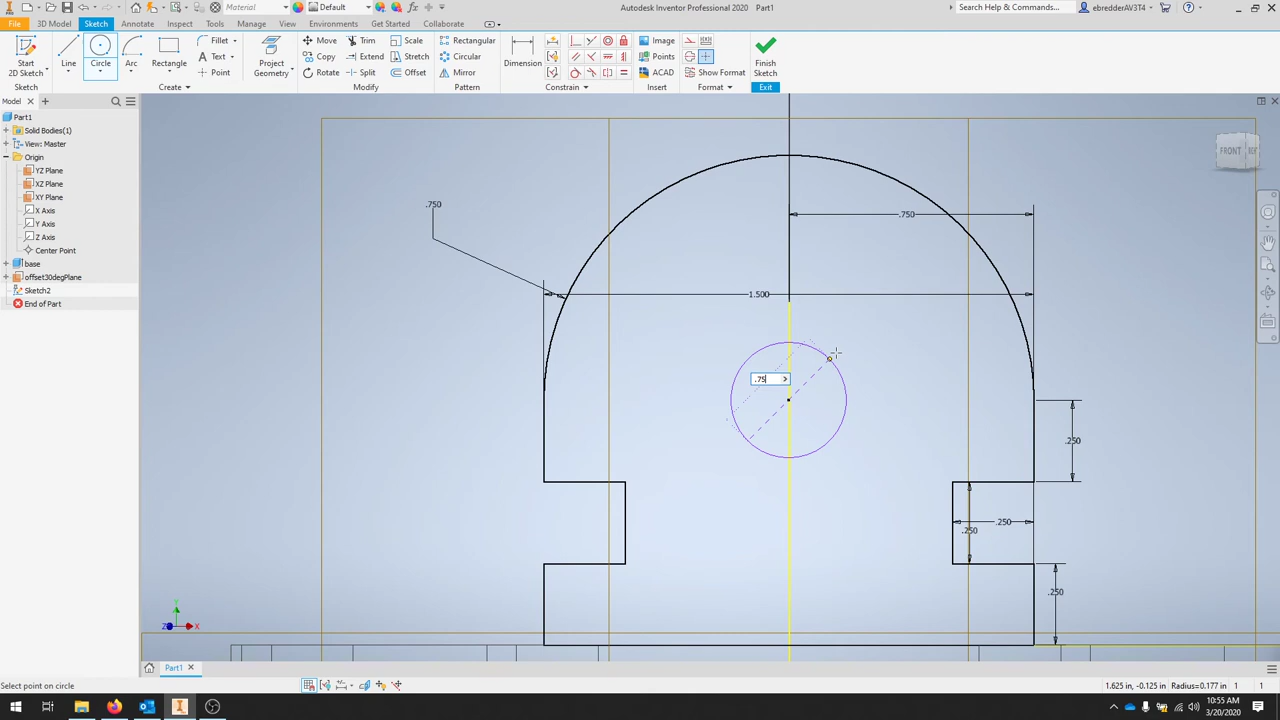 Material
Default
Autodesk Inventor Professional 2020 Part1
Search Help & Commands...
ebredderAV3T4
File
3D Model
Sketch
Annotate
Inspect
Tools
Manage
View
Environments
Get Started
Collaborate
Start
2D Sketch
Line
Circle
Arc
Rectangle
Fillet
Text
Point
Project
Geometry
Move
Trim
Scale
Copy
Extend
Stretch
Rotate
Split
Offset
Rectangular
Circular
Mirror
Dimension
Image
Points
ACAD
Show Format
Finish
Sketch
Sketch
Create
Modify
Pattern
Constrain
Insert
Format
Exit
Model
Part1
Solid Bodies(1)
View: Master
Origin
YZ Plane
XZ Plane
XY Plane
X Axis
Y Axis
Z Axis
Center Point
base
offset30degPlane
Sketch2
End of Part
FRONT
.750
.750
1.500
.75
.250
.250
.250
.250
Y
Z
X
Part1
Select point on circle
1.625 in, -0.125 in
Radius=0.177 in
1
1
10:55 AM
3/20/2020